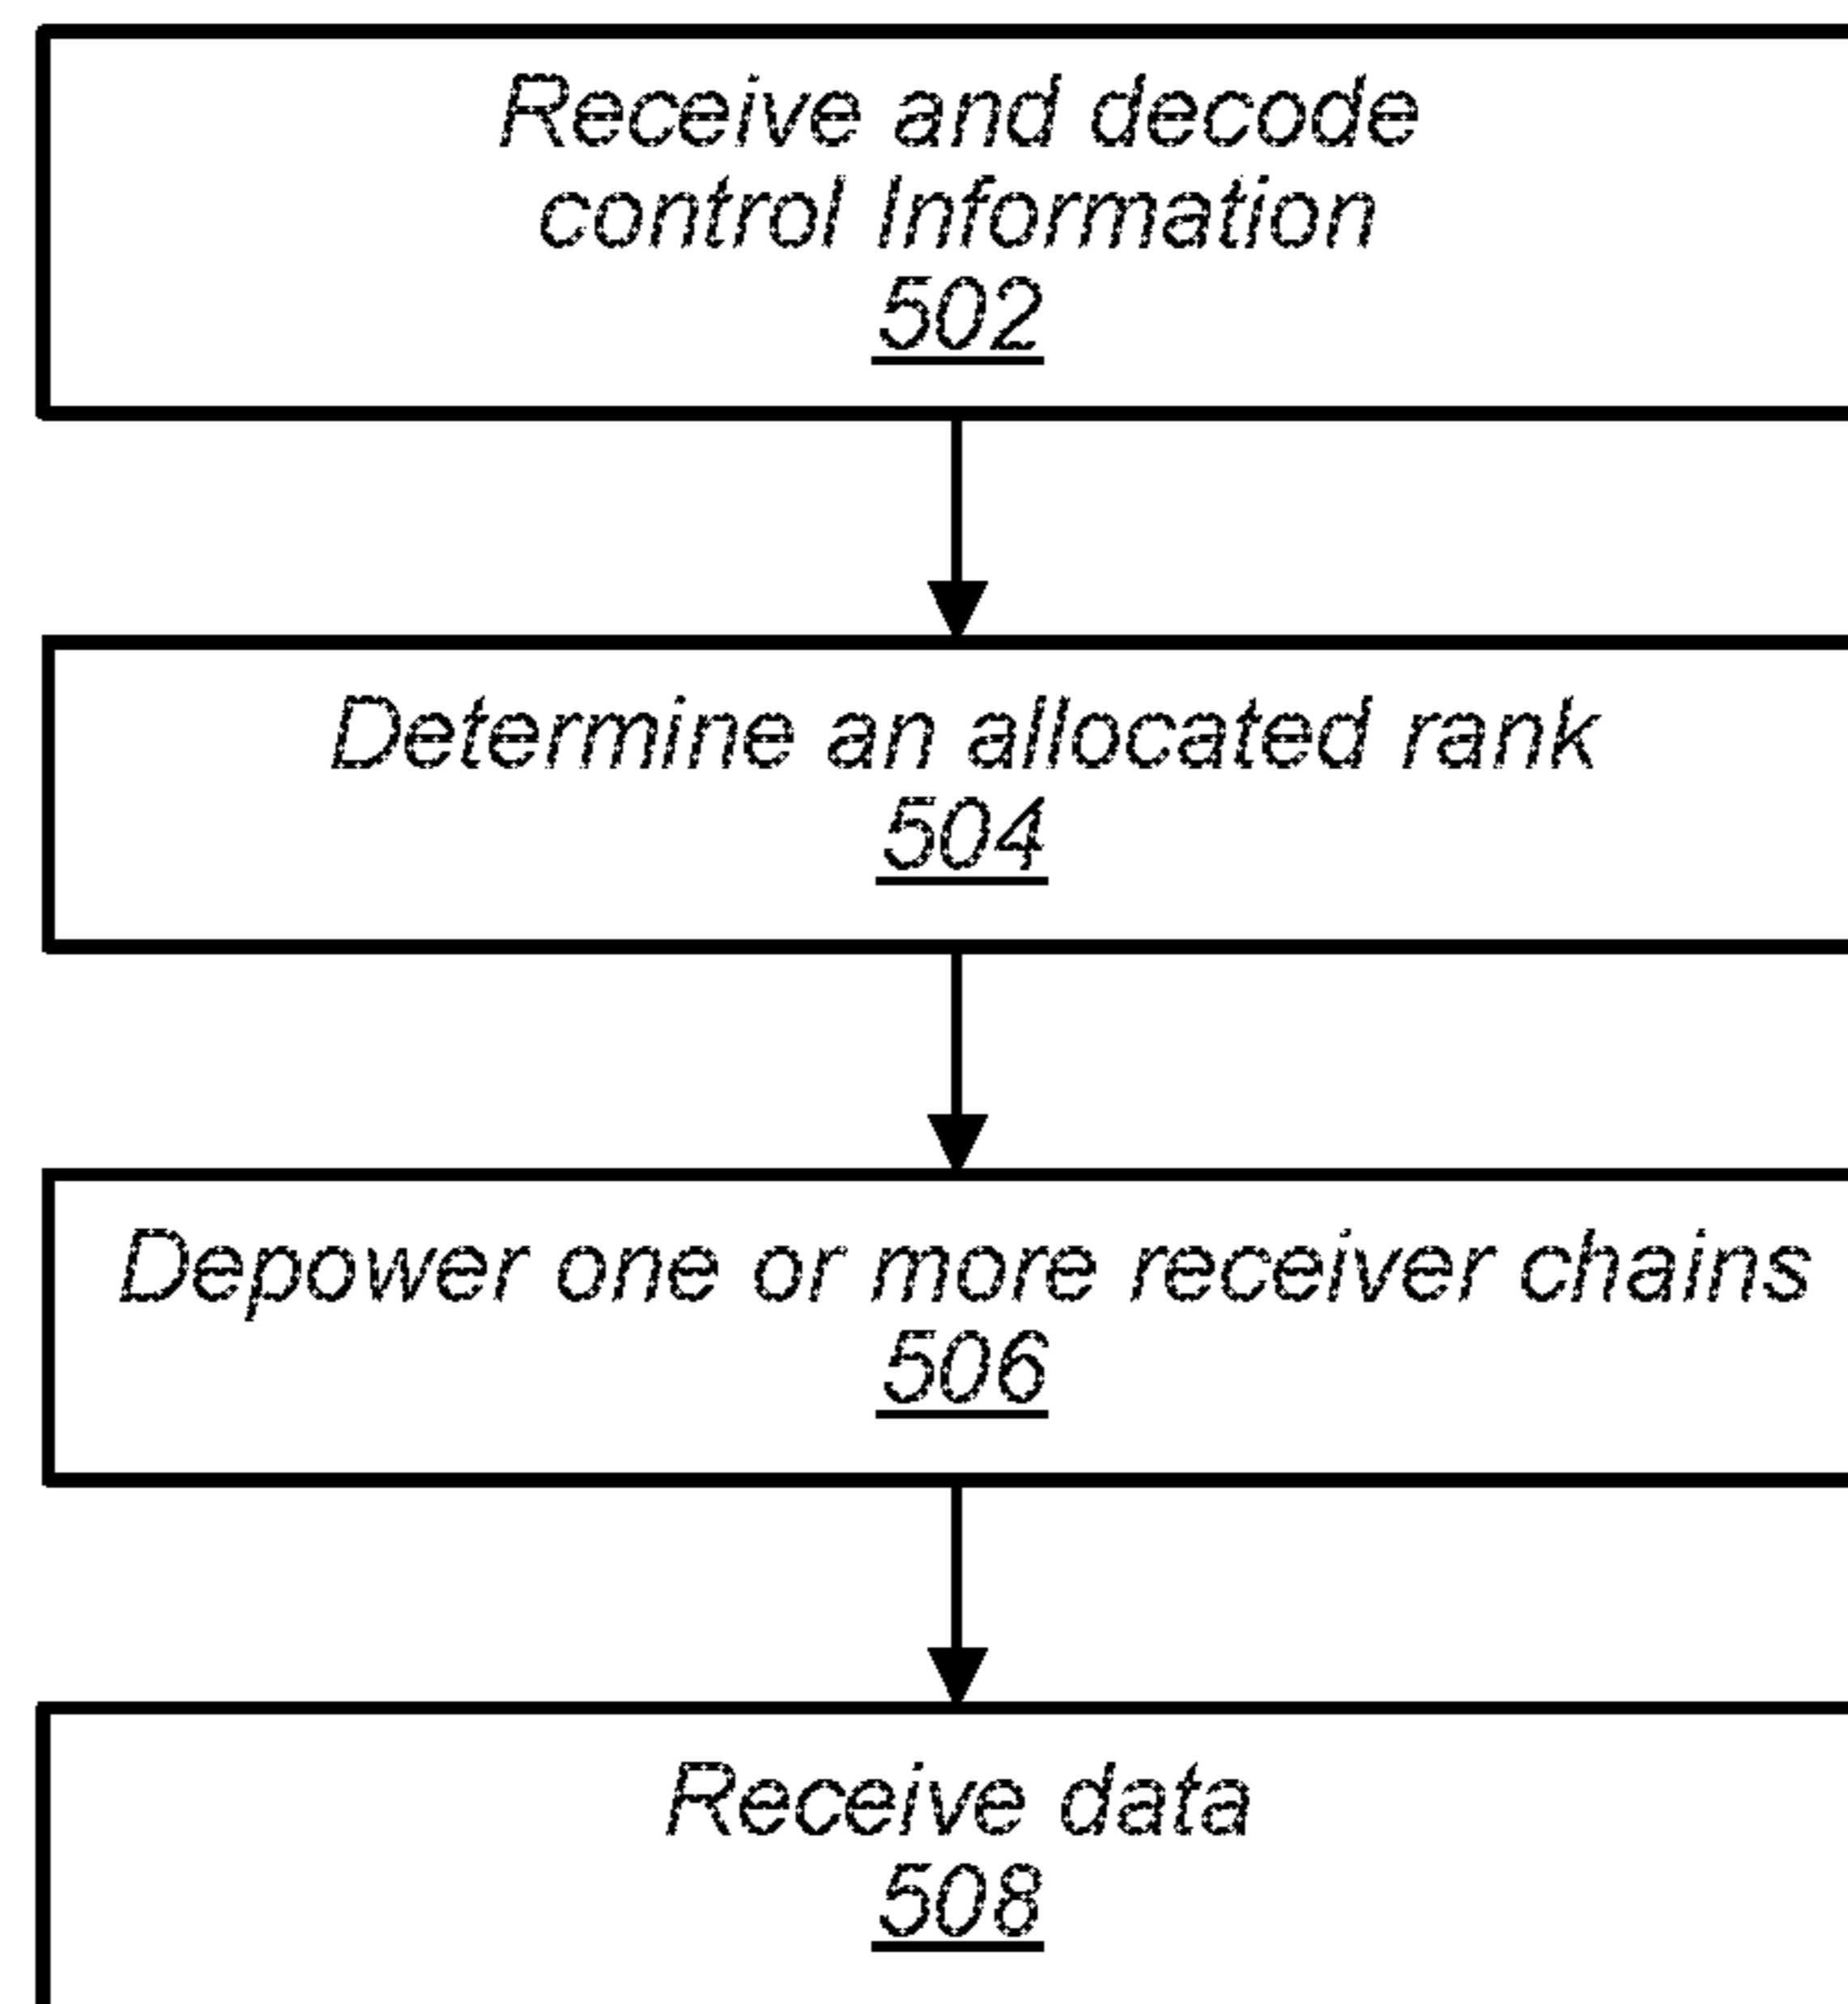 Receive and decode
control Information
502
Determine an allocated rank
504
Depower one or more receiver chains
506
Receive data
508